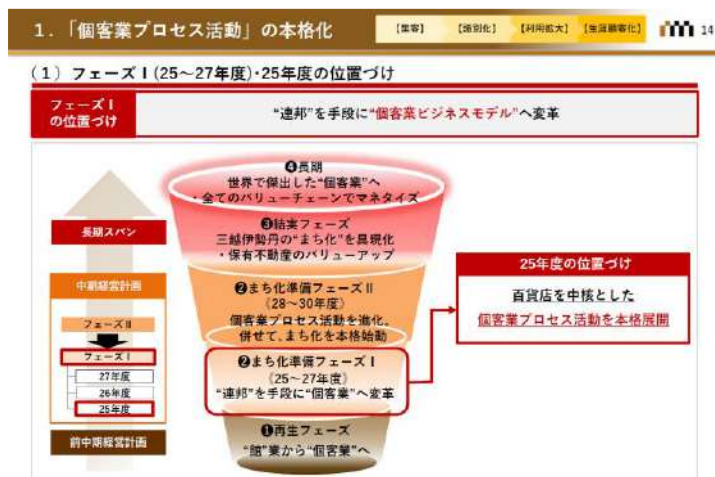 1．「個客業プロセス活動」の本格化
【集客】
【識別化】
【利用拡大】
【生涯顧客化】
14
（1）フェーズⅠ(25～27年度)・25年度の位置づけ
フェーズⅠ
の位置づけ
“連邦”を手段に“個客業ビジネスモデル”へ変革
❹長期
世界で傑出した“個客業”へ
・全てのバリューチェーンでマネタイズ
長期スパン
❸結実フェーズ
三越伊勢丹の“まち化”を具現化
・保有不動産のバリューアップ
中期経営計画
フェーズⅡ
フェーズⅠ
27年度
26年度
25年度
❷まち化準備フェーズⅡ
（28～30年度）
個客業プロセス活動を進化。
併せて、まち化を本格始動
❷まち化準備フェーズⅠ
（25～27年度）
“連邦”を手段に“個客業”へ変革
25年度の位置づけ
百貨店を中核とした
個客業プロセス活動を本格展開
前中期経営計画
❶再生フェーズ
“館”業から“個客業”へ